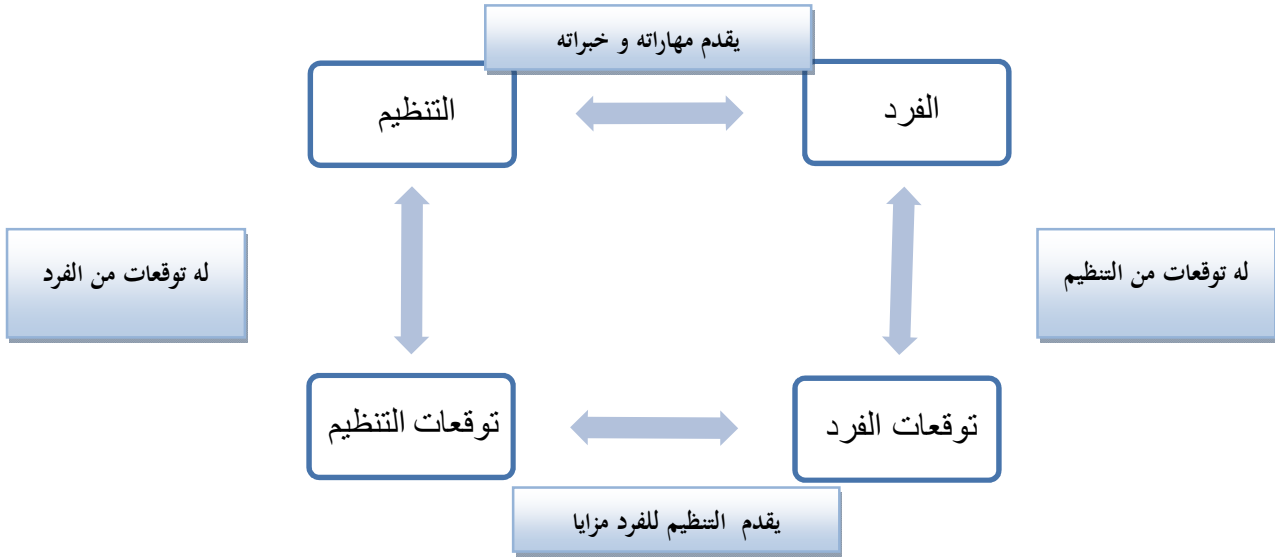 يقدم مهاراته و خبراته
الفرد
التنظيم
له توقعات من التنظيم
له توقعات من الفرد
توقعات الفرد
توقعات التنظيم
يقدم التنظيم للفرد مزايا